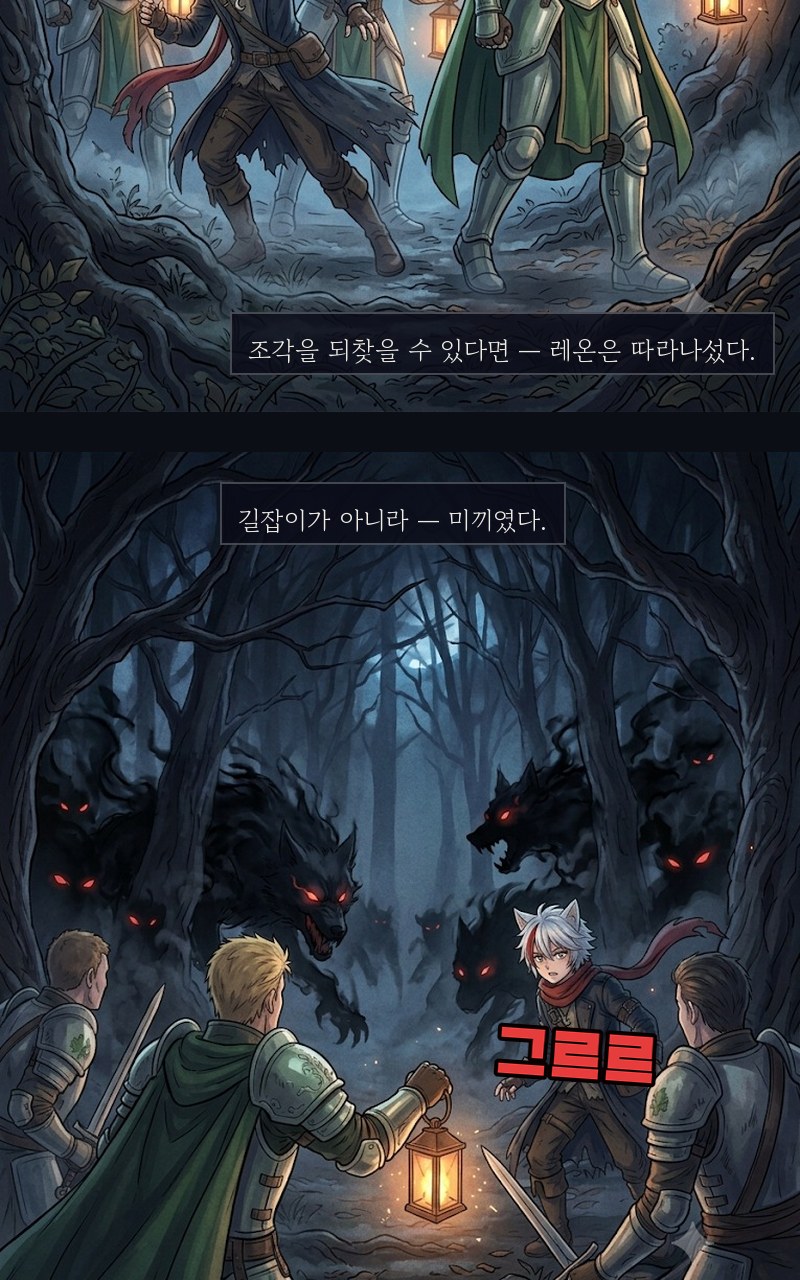 조각을 되찾을 수 있다면 — 레온은 따라나섰다.
길잡이가 아니라 — 미끼였다.
그르르